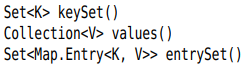 Set<K> keySet()
Collection<V> values()
Set<Map.Entry<K, V>> entrySet()